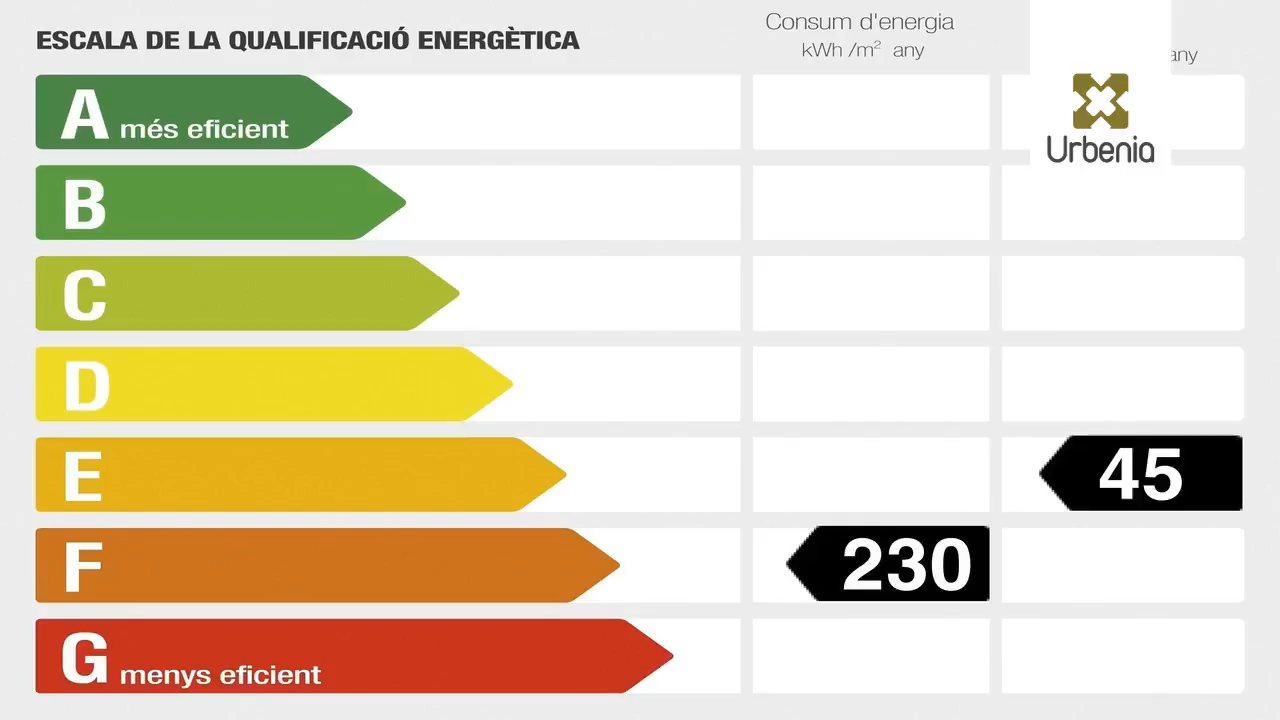 ESCALA DE LA QUALIFICACIÓ ENERGÈTICA
Consum d'energia
kWh /m² any
any
Urbenia
A més eficient
B
C
D
E
45
F
230
G menys eficient